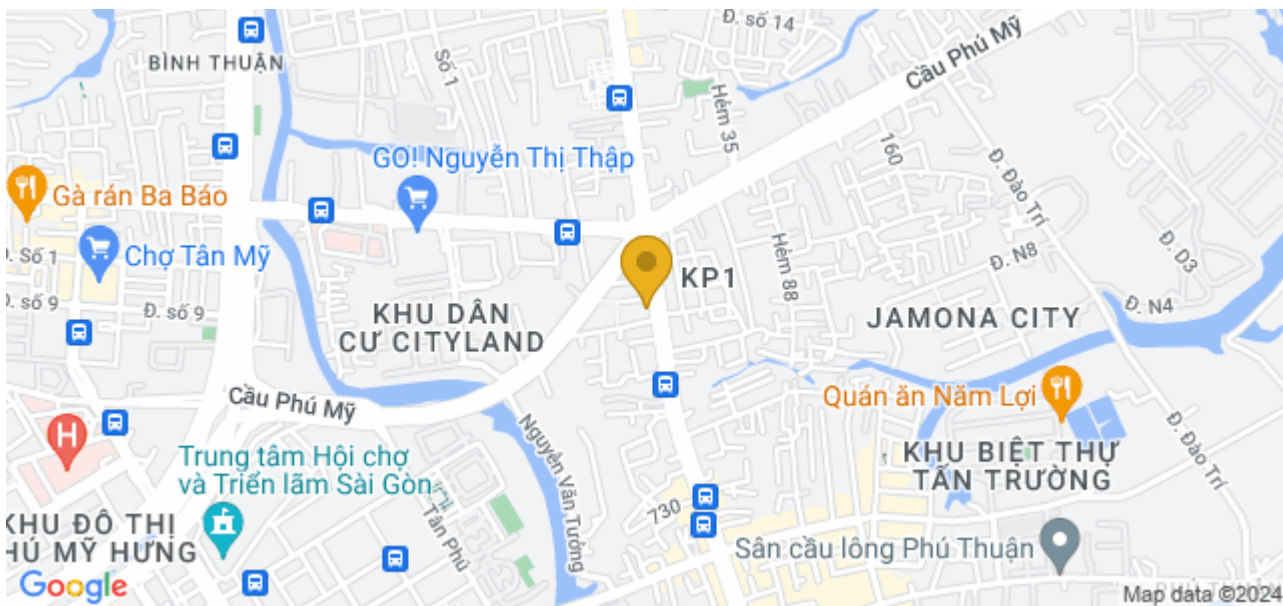 Đ. số 14
Cầu Phú Mỹ
BÌNH THUẬN
Số 1
Hẻm 35
160
GO! Nguyễn Thị Thập
Đ. Đào Trí
Gà rán Ba Báo
Đ. Số 1
Chợ Tân Mỹ
Hẻm 88
Đ. N8
Đ. D3
KP1
Đ. số 9
Đ. số 9
KHU DÂN
CƯ CITYLAND
JAMONA CITY
Đ. N4
Cầu Phú Mỹ
Quán ăn Năm Lợi
H
Nguyễn Văn Tưởng
Đ. Đào Trí
Trung tâm Hội chợ
và Triển lãm Sài Gòn
KHU BIỆT THỰ
TẤN TRƯỜNG
Tân Phú
730
KHU ĐÔ THỊ
HÚ MỸ HƯNG
Sân cầu lông Phú Thuận
Google
Map data ©2024